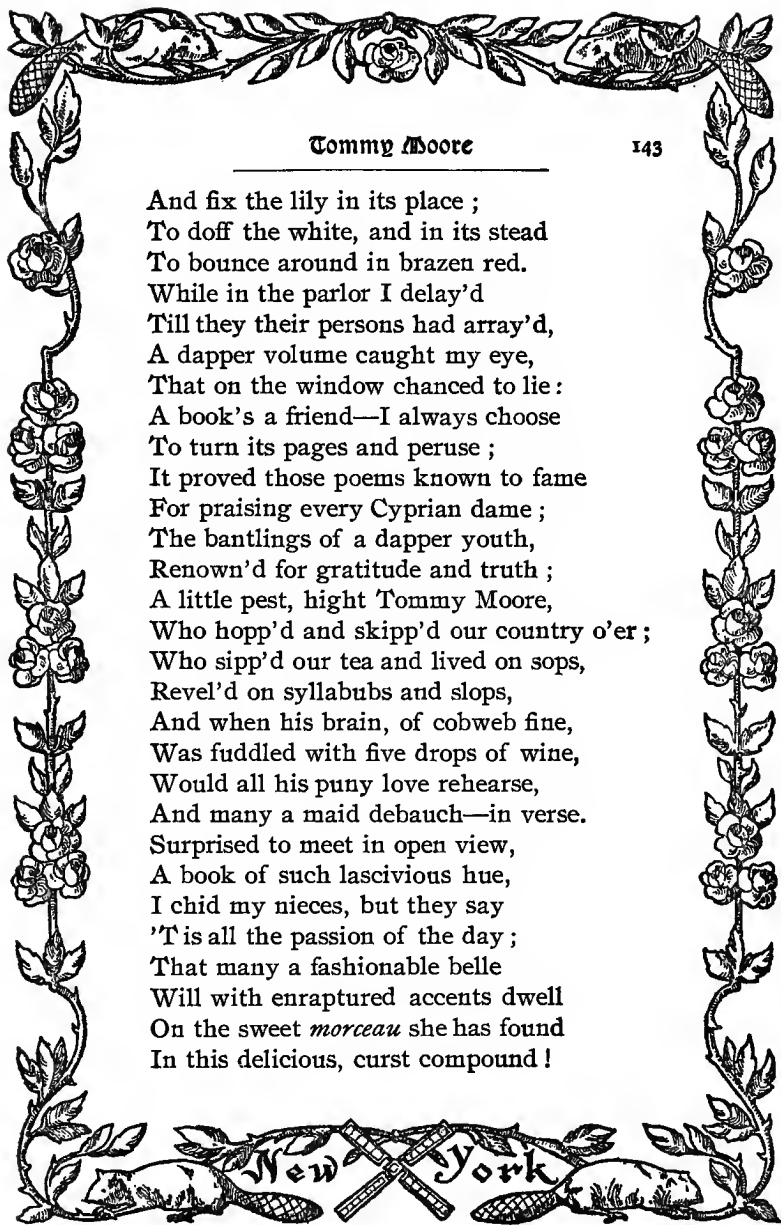 Tommy Moore 143
And fix the lily in its place ;
To doff the white, and in its stead
To bounce around in brazen red.
While in the parlor I delay'd
Till they their persons had array'd,
A dapper volume caught my eye,
That on the window chanced to lie :
A book's a friend—I always choose
To turn its pages and peruse ;
It proved those poems known to fame
For praising every Cyprian dame ;
The bantlings of a dapper youth,
Renown'd for gratitude and truth ;
A little pest, hight Tommy Moore,
Who hopp'd and skipp'd our country o'er ;
Who sipp'd our tea and lived on sops,
Revel'd on syllabubs and slops,
And when his brain, of cobweb fine,
Was fuddled with five drops of wine,
Would all his puny love rehearse,
And many a maid debauch—in verse.
Surprised to meet in open view,
A book of such lascivious hue,
I chid my nieces, but they say
'T is all the passion of the day ;
That many a fashionable belle
Will with enraptured accents dwell
On the sweet morceau she has found
In this delicious, curst compound !
New York